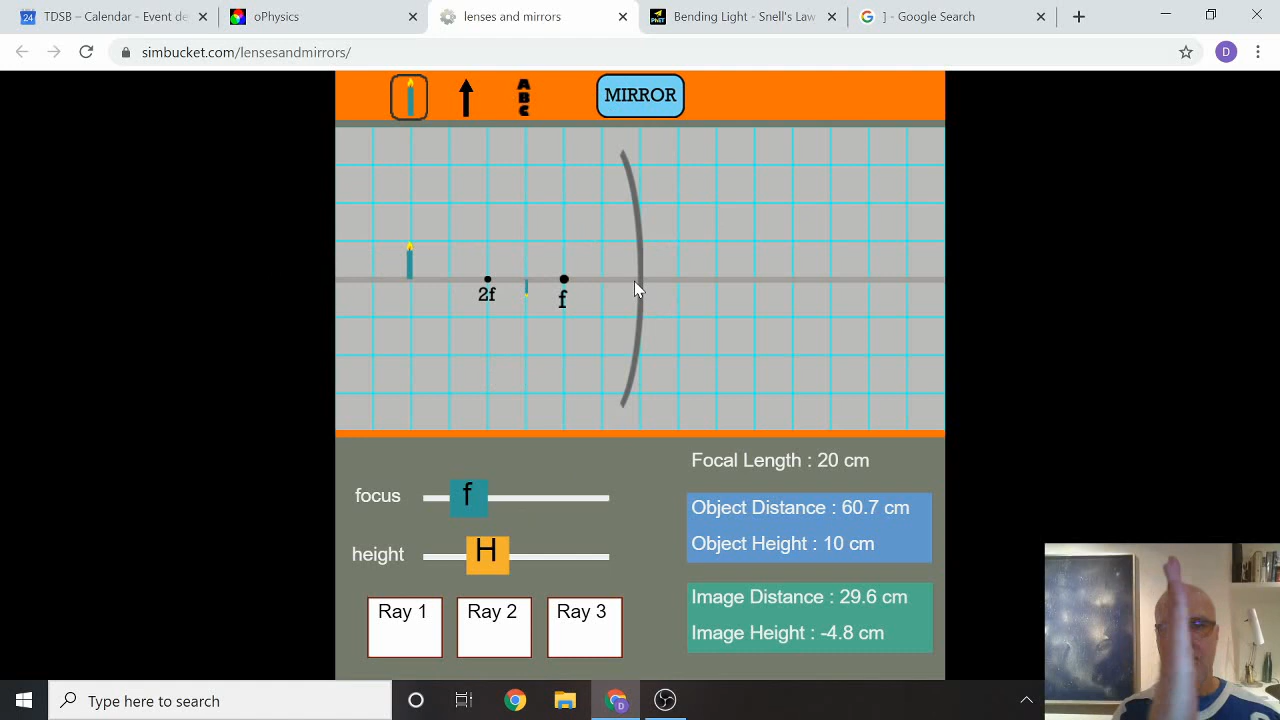 24 TDSB – Calendar - Event de
oPhysics
lenses and mirrors
Bending Light - Snell's Law
] - Google Search
simbucket.com/lensesandmirrors/
D
A
B
C
MIRROR
2f
f
Focal Length : 20 cm
focus
f
Object Distance : 60.7 cm
Object Height : 10 cm
height
H
Image Distance : 29.6 cm
Image Height : -4.8 cm
Ray 1
Ray 2
Ray 3
Type here to search
D